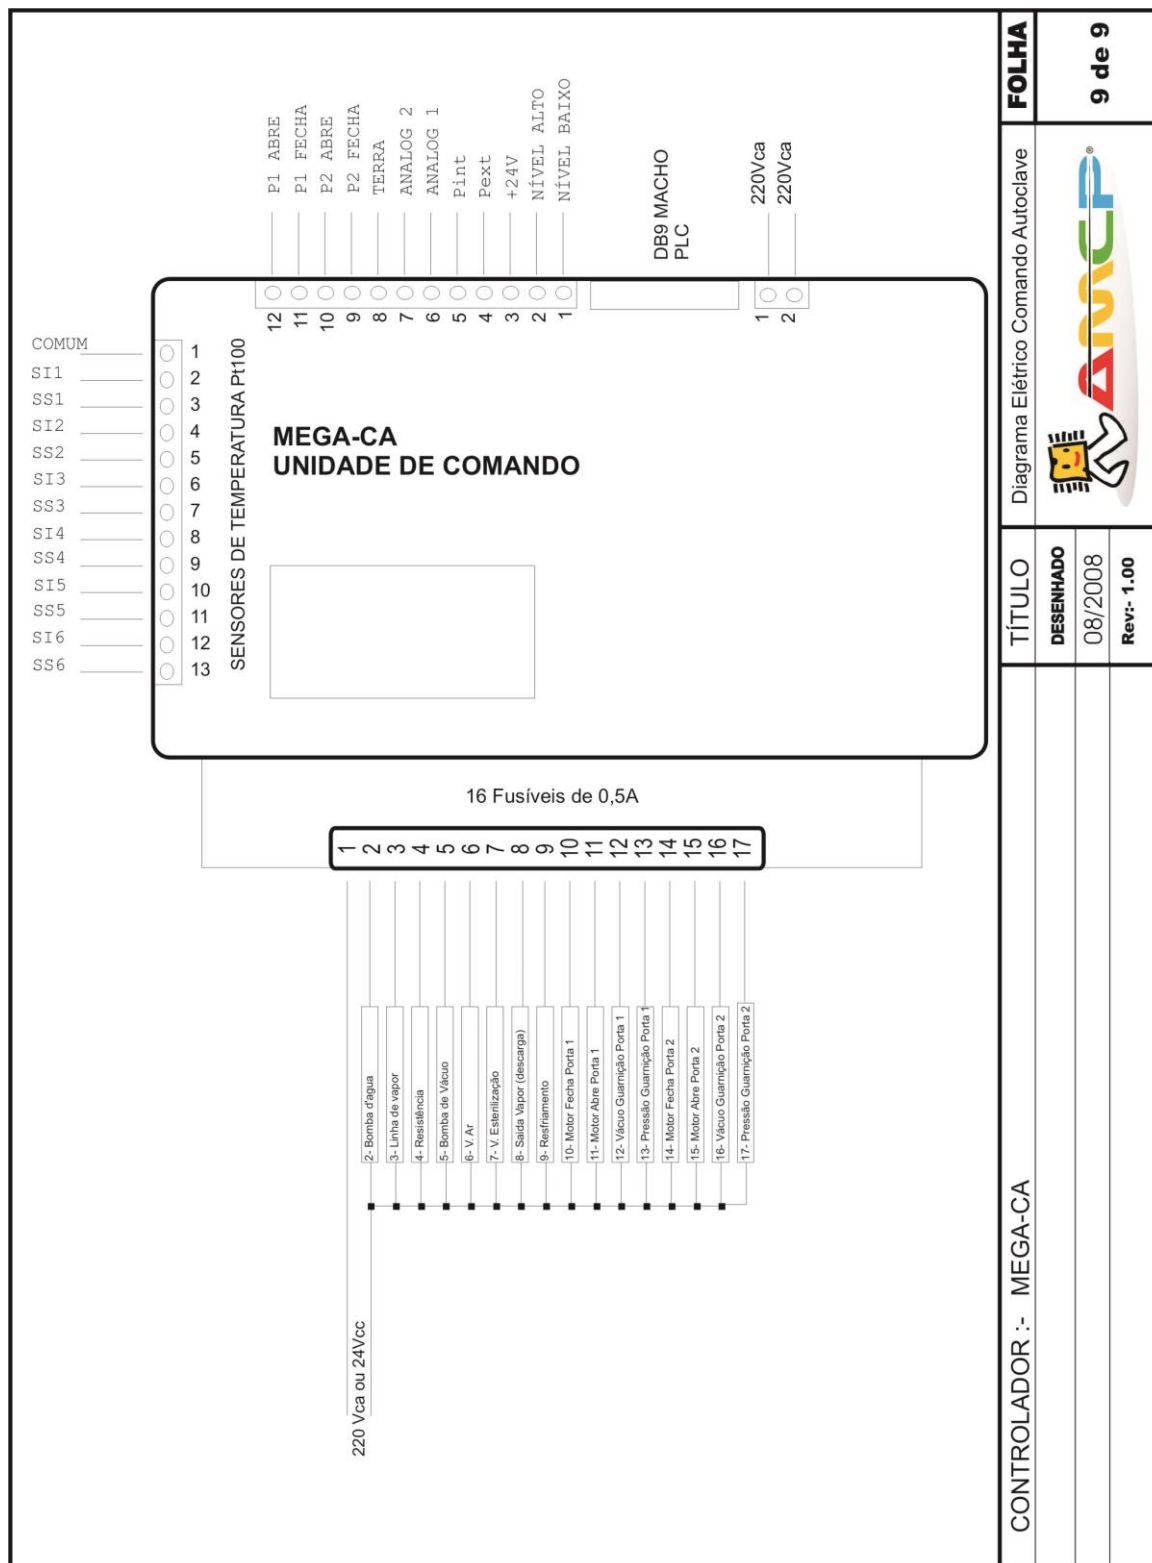 COMUM
SI1
SS1
SI2
SS2
SI3
SS3
SI4
SS4
SI5
SS5
SI6
SS6
1
2
3
4
5
6
7
8
9
10
11
12
13
SENSORES DE TEMPERATURA Pt100
P1 ABRE
P1 FECHA
P2 ABRE
P2 FECHA
TERRA
ANALOG 2
ANALOG 1
Pint
Pext
+24V
NÍVEL ALTO
NÍVEL BAIXO
12
11
10
9
8
7
6
5
4
3
2
1
DB9 MACHO
PLC
220Vca
220Vca
1
2
MEGA-CA
UNIDADE DE COMANDO
16 Fusíveis de 0,5A
1
2
3
4
5
6
7
8
9
10
11
12
13
14
15
16
17
2- Bomba d'agua
3- Linha de vapor
4- Resistência
5- Bomba de Vácuo
6- V. Ar
7- V. Esterilização
8- Saida Vapor (descarga)
9- Resfriamento
10- Motor Fecha Porta 1
11- Motor Abre Porta 1
12- Vácuo Guarnição Porta 1
13- Pressão Guarnição Porta 1
14- Motor Fecha Porta 2
15- Motor Abre Porta 2
16- Vácuo Guarnição Porta 2
17- Pressão Guarnição Porta 2
220 Vca ou 24Vcc
CONTROLADOR :- MEGA-CA
TÍTULO
Diagrama Elétrico Comando Autoclave
FOLHA
DESENHADO
08/2008
Rev:- 1.00
AMCP®
9 de 9